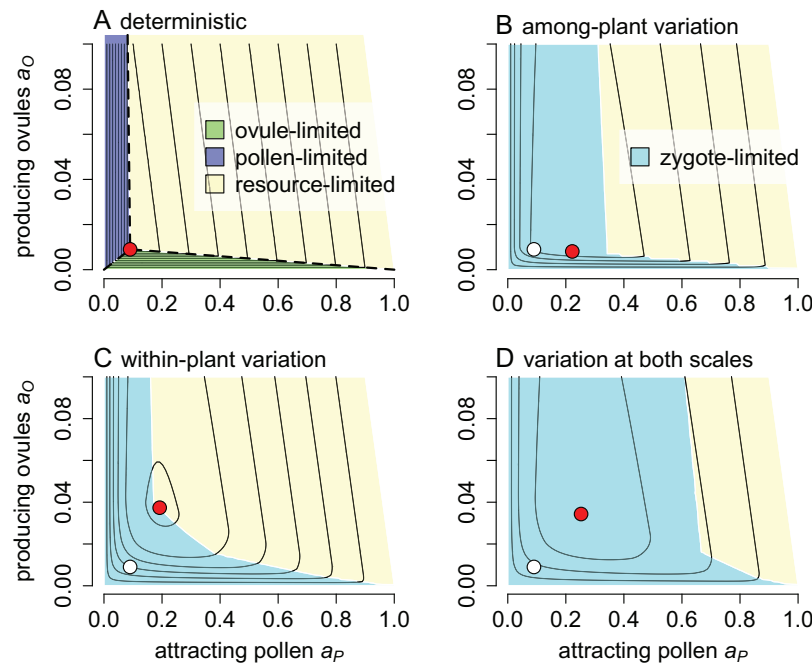 A deterministic
B among-plant variation
producing ovules aO
0.00 0.04 0.08
ovule-limited
pollen-limited
resource-limited
zygote-limited
0.00 0.04 0.08
0.0 0.2 0.4 0.6 0.8 1.0
0.0 0.2 0.4 0.6 0.8 1.0
C within-plant variation
D variation at both scales
producing ovules aO
0.00 0.04 0.08
0.00 0.04 0.08
0.0 0.2 0.4 0.6 0.8 1.0
0.0 0.2 0.4 0.6 0.8 1.0
attracting pollen aP
attracting pollen aP